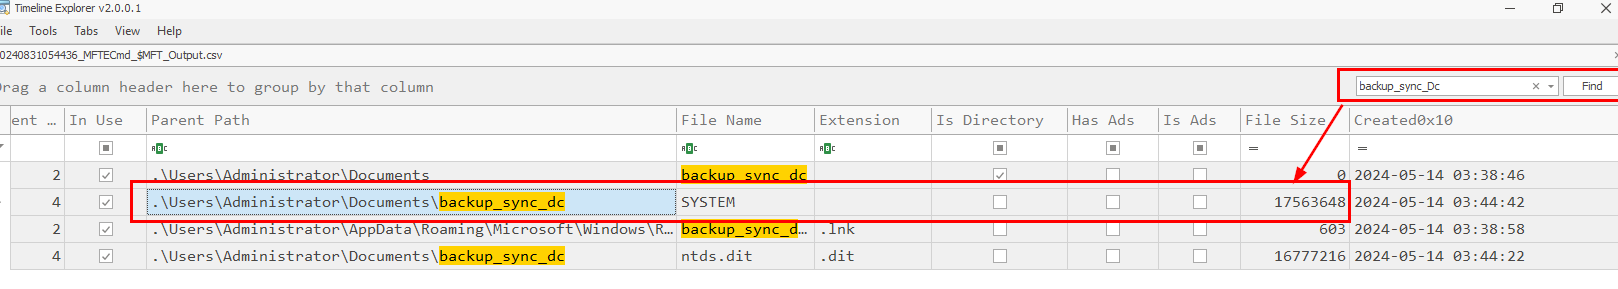 Timeline Explorer v2.0.0.1
ile Tools Tabs View Help
0240831054436_MFTECmd_$MFT_Output.csv
Drag a column header here to group by that column
backup_sync_Dc Find
ent ... In Use Parent Path File Name Extension Is Directory Has Ads Is Ads File Size Created0x10
= =
2 .\Users\Administrator\Documents backup_sync_dc 0 2024-05-14 03:38:46
4 .\Users\Administrator\Documents\backup_sync_dc SYSTEM 17563648 2024-05-14 03:44:42
2 .\Users\Administrator\AppData\Roaming\Microsoft\Windows\R... backup_sync_d... .lnk 603 2024-05-14 03:38:58
4 .\Users\Administrator\Documents\backup_sync_dc ntds.dit .dit 16777216 2024-05-14 03:44:22